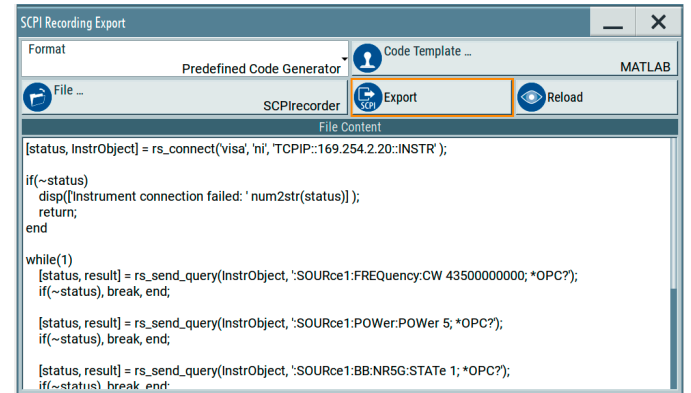 SCPI Recording Export
Format
Predefined Code Generator
Code Template ...
MATLAB
File ...
SCPIrecorder
SCPI
Export
Reload
File Content
[status, InstrObject] = rs_connect('visa', 'ni', 'TCPIP::169.254.2.20::INSTR' );
if(~status)
disp(['Instrument connection failed: ' num2str(status)] );
return;
end
while(1)
[status, result] = rs_send_query(InstrObject, ':SOURce1:FREQuency:CW 43500000000; *OPC?');
if(~status), break, end;
[status, result] = rs_send_query(InstrObject, ':SOURce1:POWer:POWer 5; *OPC?');
if(~status), break, end;
[status, result] = rs_send_query(InstrObject, ':SOURce1:BB:NR5G:STATe 1; *OPC?');
if(~status), break, end;